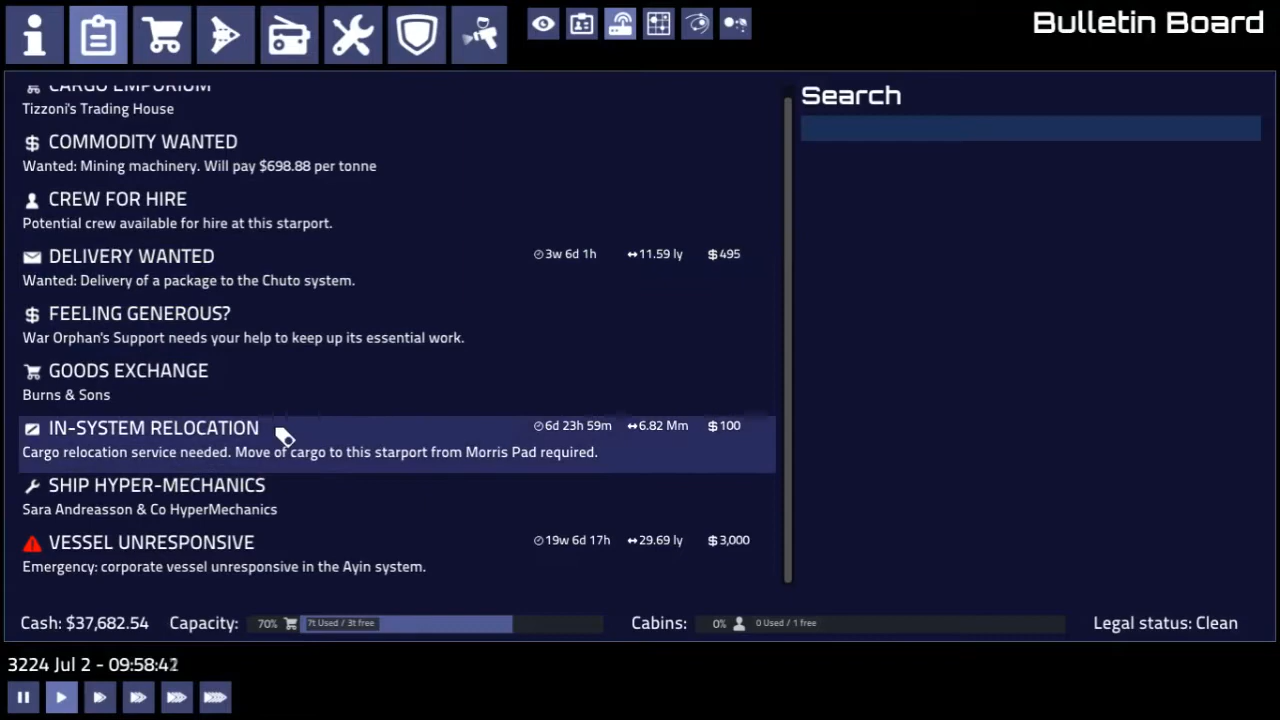 Bulletin Board
CARGO EMPORIUM
Tizzoni's Trading House
COMMODITY WANTED
Wanted: Mining machinery. Will pay $698.88 per tonne
CREW FOR HIRE
Potential crew available for hire at this starport.
DELIVERY WANTED 3w 6d 1h 11.59 ly $495
Wanted: Delivery of a package to the Chuto system.
FEELING GENEROUS?
War Orphan's Support needs your help to keep up its essential work.
GOODS EXCHANGE
Burns & Sons
IN-SYSTEM RELOCATION 6d 23h 59m 6.82 Mm $100
Cargo relocation service needed. Move of cargo to this starport from Morris Pad required.
SHIP HYPER-MECHANICS
Sara Andreasson & Co HyperMechanics
VESSEL UNRESPONSIVE 19w 6d 17h 29.69 ly $3,000
Emergency: corporate vessel unresponsive in the Ayin system.
Search
Cash: $37,682.54 Capacity: 70% 7t Used / 3t free Cabins: 0% 0 Used / 1 free Legal status: Clean
3224 Jul 2 - 09:58:42